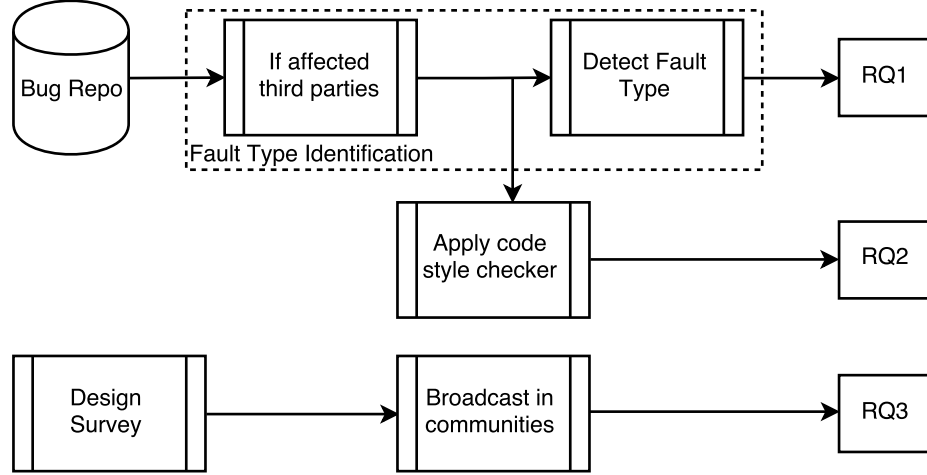 Bug Repo
If affected
third parties
Detect Fault
Type
RQ1
Fault Type Identification
Apply code
style checker
RQ2
Design
Survey
Broadcast in
communities
RQ3